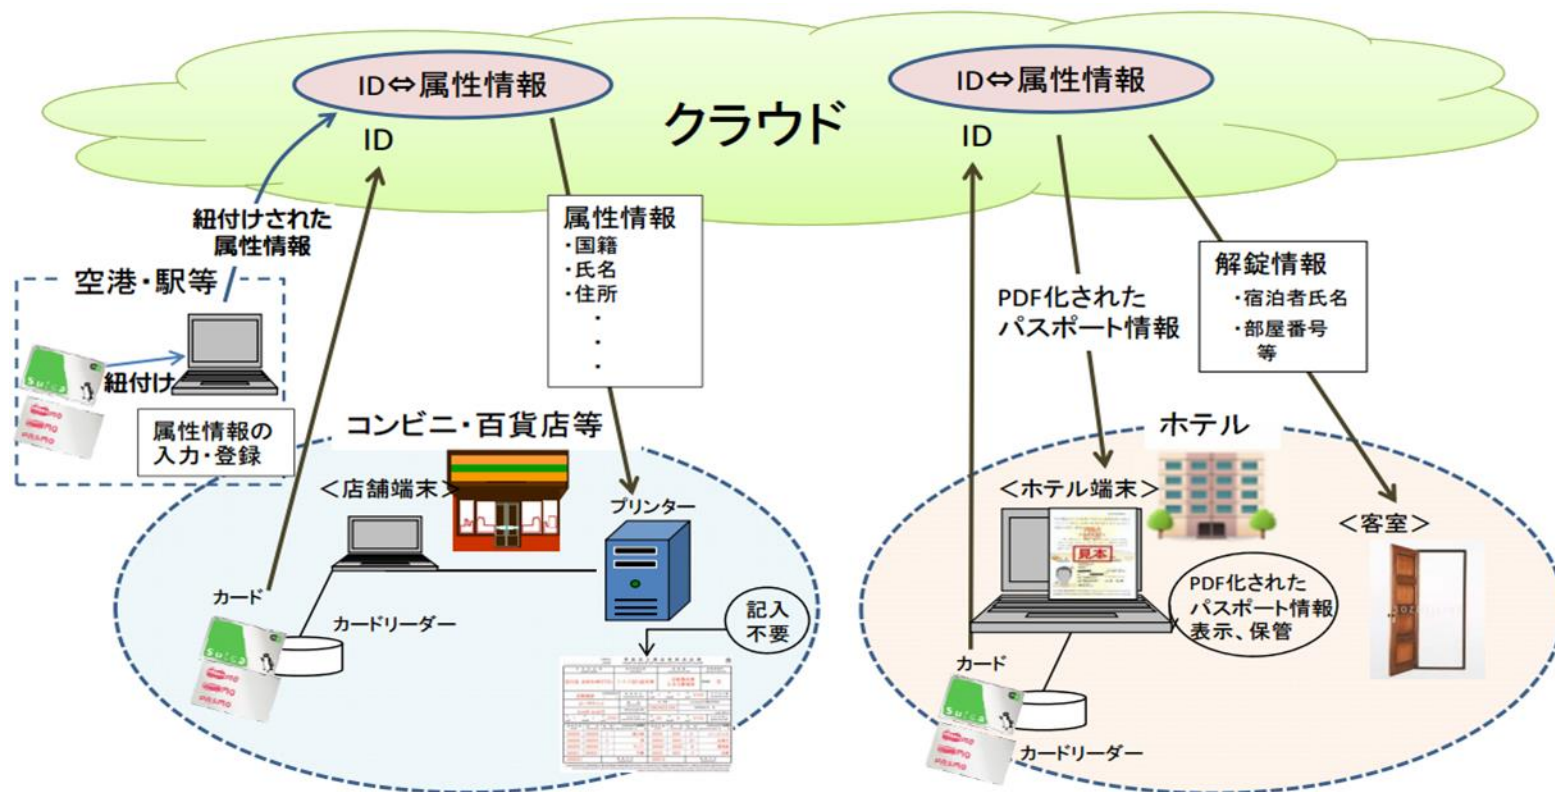 ID⇔属性情報
ID⇔属性情報
クラウド
ID
ID
紐付けされた
属性情報
属性情報
・国籍
・氏名
・住所
・
・
・
PDF化された
パスポート情報
解錠情報
・宿泊者氏名
・部屋番号
等
空港・駅等
紐付け
Suica
PASMO
属性情報の
入力・登録
コンビニ・百貨店等
<店舗端末>
プリンター
カード
カードリーダー
Suica
PASMO
記入
不要
ホテル
<ホテル端末>
見本
<客室>
PDF化された
パスポート情報
表示、保管
カード
カードリーダー
Suica
PASMO